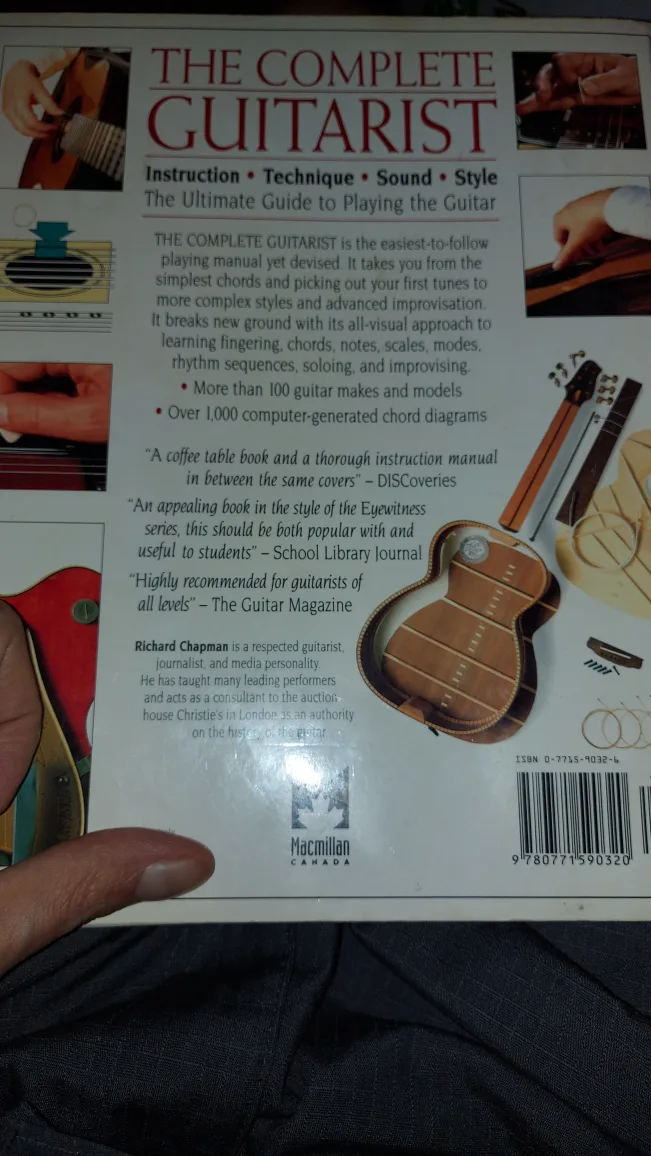 THE COMPLETE
GUITARIST
Instruction • Technique • Sound • Style
The Ultimate Guide to Playing the Guitar
THE COMPLETE GUITARIST is the easiest-to-follow
playing manual yet devised. It takes you from the
simplest chords and picking out your first tunes to
more complex styles and advanced improvisation.
It breaks new ground with its all-visual approach to
learning fingering, chords, notes, scales, modes,
rhythm sequences, soloing, and improvising.
• More than 100 guitar makes and models
• Over 1,000 computer-generated chord diagrams
“A coffee table book and a thorough instruction manual
in between the same covers” – DISCoveries
“An appealing book in the style of the Eyewitness
series, this should be both popular with and
useful to students” – School Library Journal
“Highly recommended for guitarists of
all levels” – The Guitar Magazine
Richard Chapman is a respected guitarist,
journalist, and media personality.
He has taught many leading performers
and acts as a consultant to the auction
house Christie's in London as an authority
on the history of the guitar
Macmillan
CANADA
ISBN 0-7715-9032-6
9 780771 590320